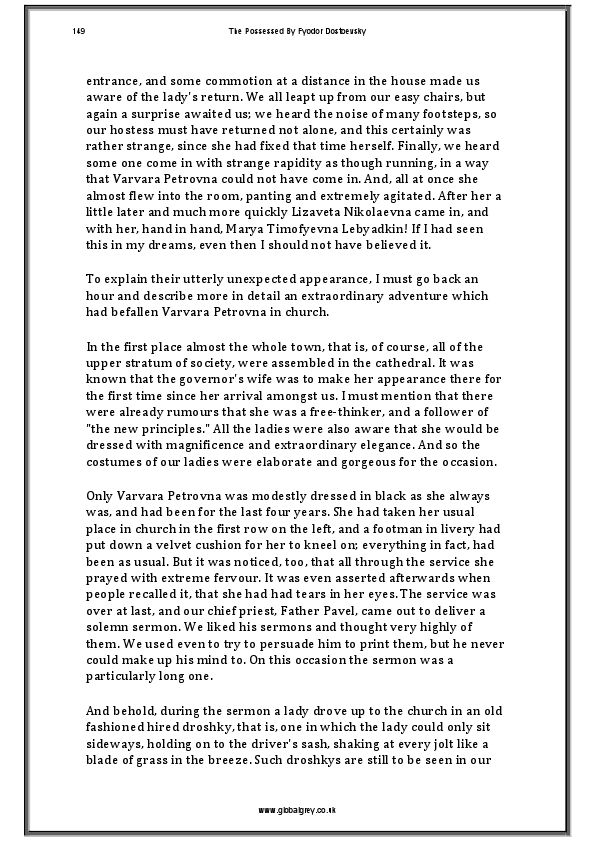 149
The Possessed By Fyodor Dostoevsky
entrance, and some commotion at a distance in the house made us
aware of the lady's return. We all leapt up from our easy chairs, but
again a surprise awaited us; we heard the noise of many footsteps, so
our hostess must have returned not alone, and this certainly was
rather strange, since she had fixed that time herself. Finally, we heard
some one come in with strange rapidity as though running, in a way
that Varvara Petrovna could not have come in. And, all at once she
almost flew into the room, panting and extremely agitated. After her a
little later and much more quickly Lizaveta Nikolaevna came in, and
with her, hand in hand, Marya Timofyevna Lebyadkin! If I had seen
this in my dreams, even then I should not have believed it.
To explain their utterly unexpected appearance, I must go back an
hour and describe more in detail an extraordinary adventure which
had befallen Varvara Petrovna in church.
In the first place almost the whole town, that is, of course, all of the
upper stratum of society, were assembled in the cathedral. It was
known that the governor's wife was to make her appearance there for
the first time since her arrival amongst us. I must mention that there
were already rumours that she was a free-thinker, and a follower of
"the new principles." All the ladies were also aware that she would be
dressed with magnificence and extraordinary elegance. And so the
costumes of our ladies were elaborate and gorgeous for the occasion.
Only Varvara Petrovna was modestly dressed in black as she always
was, and had been for the last four years. She had taken her usual
place in church in the first row on the left, and a footman in livery had
put down a velvet cushion for her to kneel on; everything in fact, had
been as usual. But it was noticed, too, that all through the service she
prayed with extreme fervour. It was even asserted afterwards when
people recalled it, that she had had tears in her eyes. The service was
over at last, and our chief priest, Father Pavel, came out to deliver a
solemn sermon. We liked his sermons and thought very highly of
them. We used even to try to persuade him to print them, but he never
could make up his mind to. On this occasion the sermon was a
particularly long one.
And behold, during the sermon a lady drove up to the church in an old
fashioned hired droshky, that is, one in which the lady could only sit
sideways, holding on to the driver's sash, shaking at every jolt like a
blade of grass in the breeze. Such droshkys are still to be seen in our
www.globalgrey.co.uk